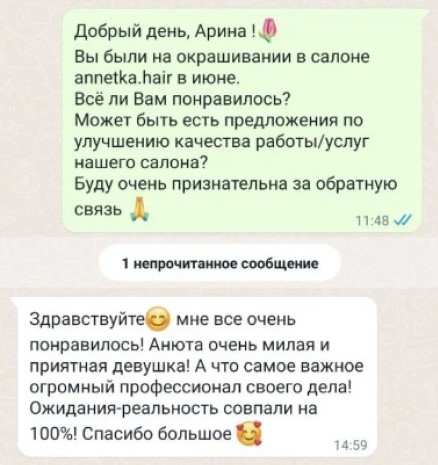 Добрый день, Арина !🌷
Вы были на окрашивании в салоне
annetka.hair в июне.
Всё ли Вам понравилось?
Может быть есть предложения по
улучшению качества работы/услуг
нашего салона?
Буду очень признательна за обратную
связь 🙏
11:48
1 непрочитанное сообщение
Здравствуйте😊 мне все очень
понравилось! Анюта очень милая и
приятная девушка! А что самое важное
огромный профессионал своего дела!
Ожидания-реальность совпали на
100%! Спасибо большое 🥰
14:59